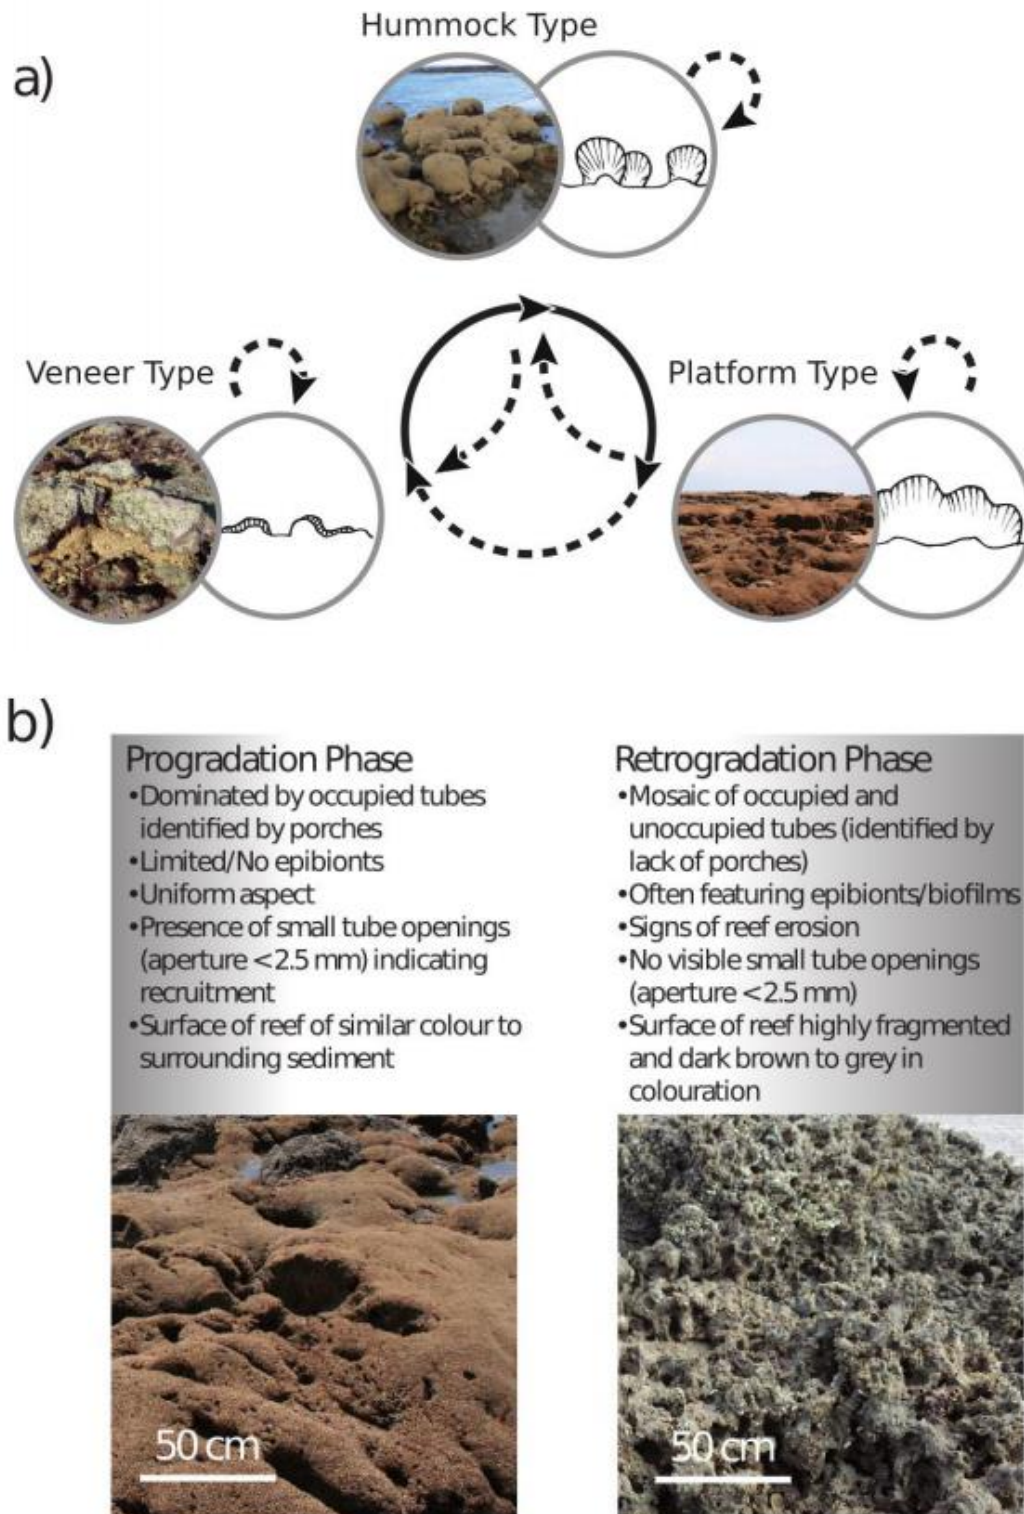 a)
Hummock Type
Veneer Type
Platform Type
b)
Progradation Phase
•Dominated by occupied tubes
identified by porches
•Limited/No epibionts
•Uniform aspect
•Presence of small tube openings
(aperture <2.5 mm) indicating
recruitment
•Surface of reef of similar colour to
surrounding sediment
50 cm
Retrogradation Phase
•Mosaic of occupied and
unoccupied tubes (identified by
lack of porches)
•Often featuring epibionts/biofilms
•Signs of reef erosion
•No visible small tube openings
(aperture <2.5 mm)
•Surface of reef highly fragmented
and dark brown to grey in
colouration
50 cm